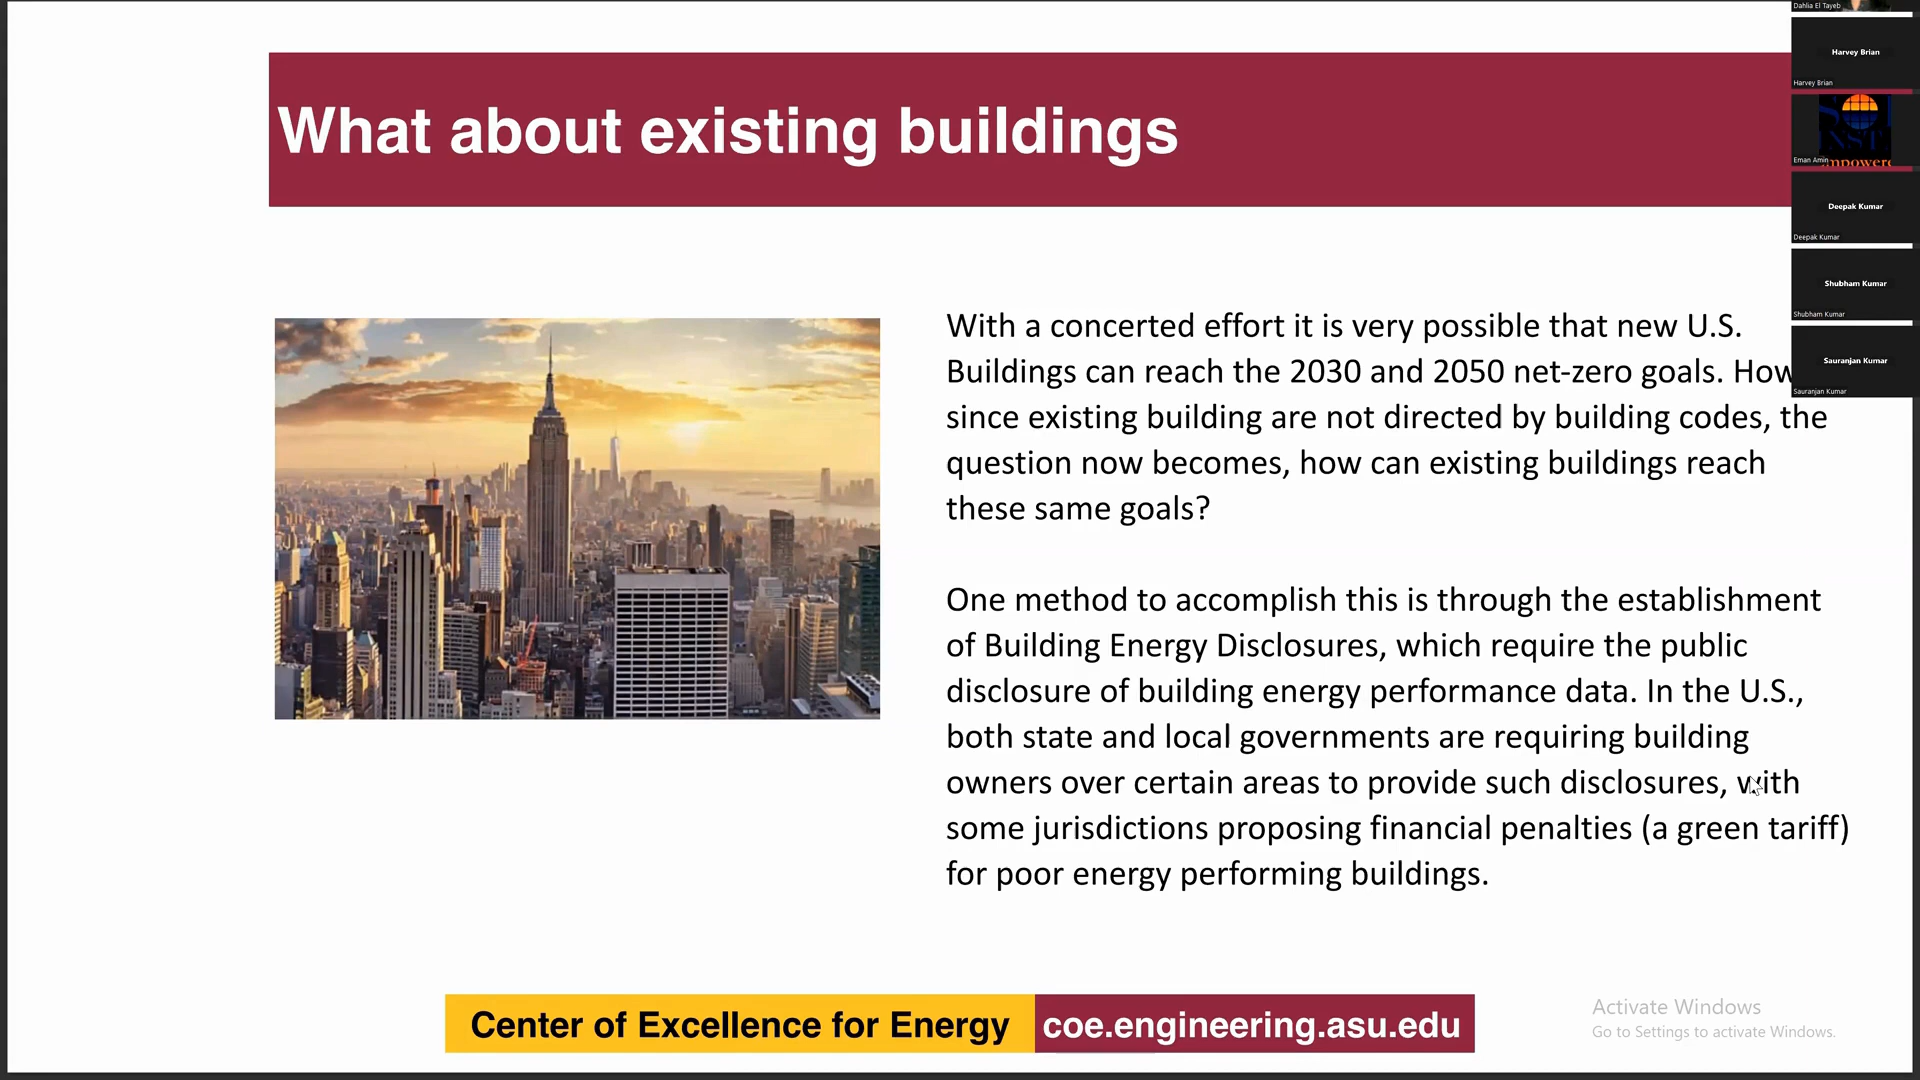 What about existing buildings
With a concerted effort it is very possible that new U.S.
Buildings can reach the 2030 and 2050 net-zero goals. How
since existing building are not directed by building codes, the
question now becomes, how can existing buildings reach
these same goals?
One method to accomplish this is through the establishment
of Building Energy Disclosures, which require the public
disclosure of building energy performance data. In the U.S.,
both state and local governments are requiring building
owners over certain areas to provide such disclosures, with
some jurisdictions proposing financial penalties (a green tariff)
for poor energy performing buildings.
Center of Excellence for Energy
coe.engineering.asu.edu
Dahlia El Tayeb
Harvey Brian
Harvey Brian
Eman Amin
Deepak Kumar
Deepak Kumar
Shubham Kumar
Shubham Kumar
Sauranjan Kumar
Sauranjan Kumar
Activate Windows
Go to Settings to activate Windows.